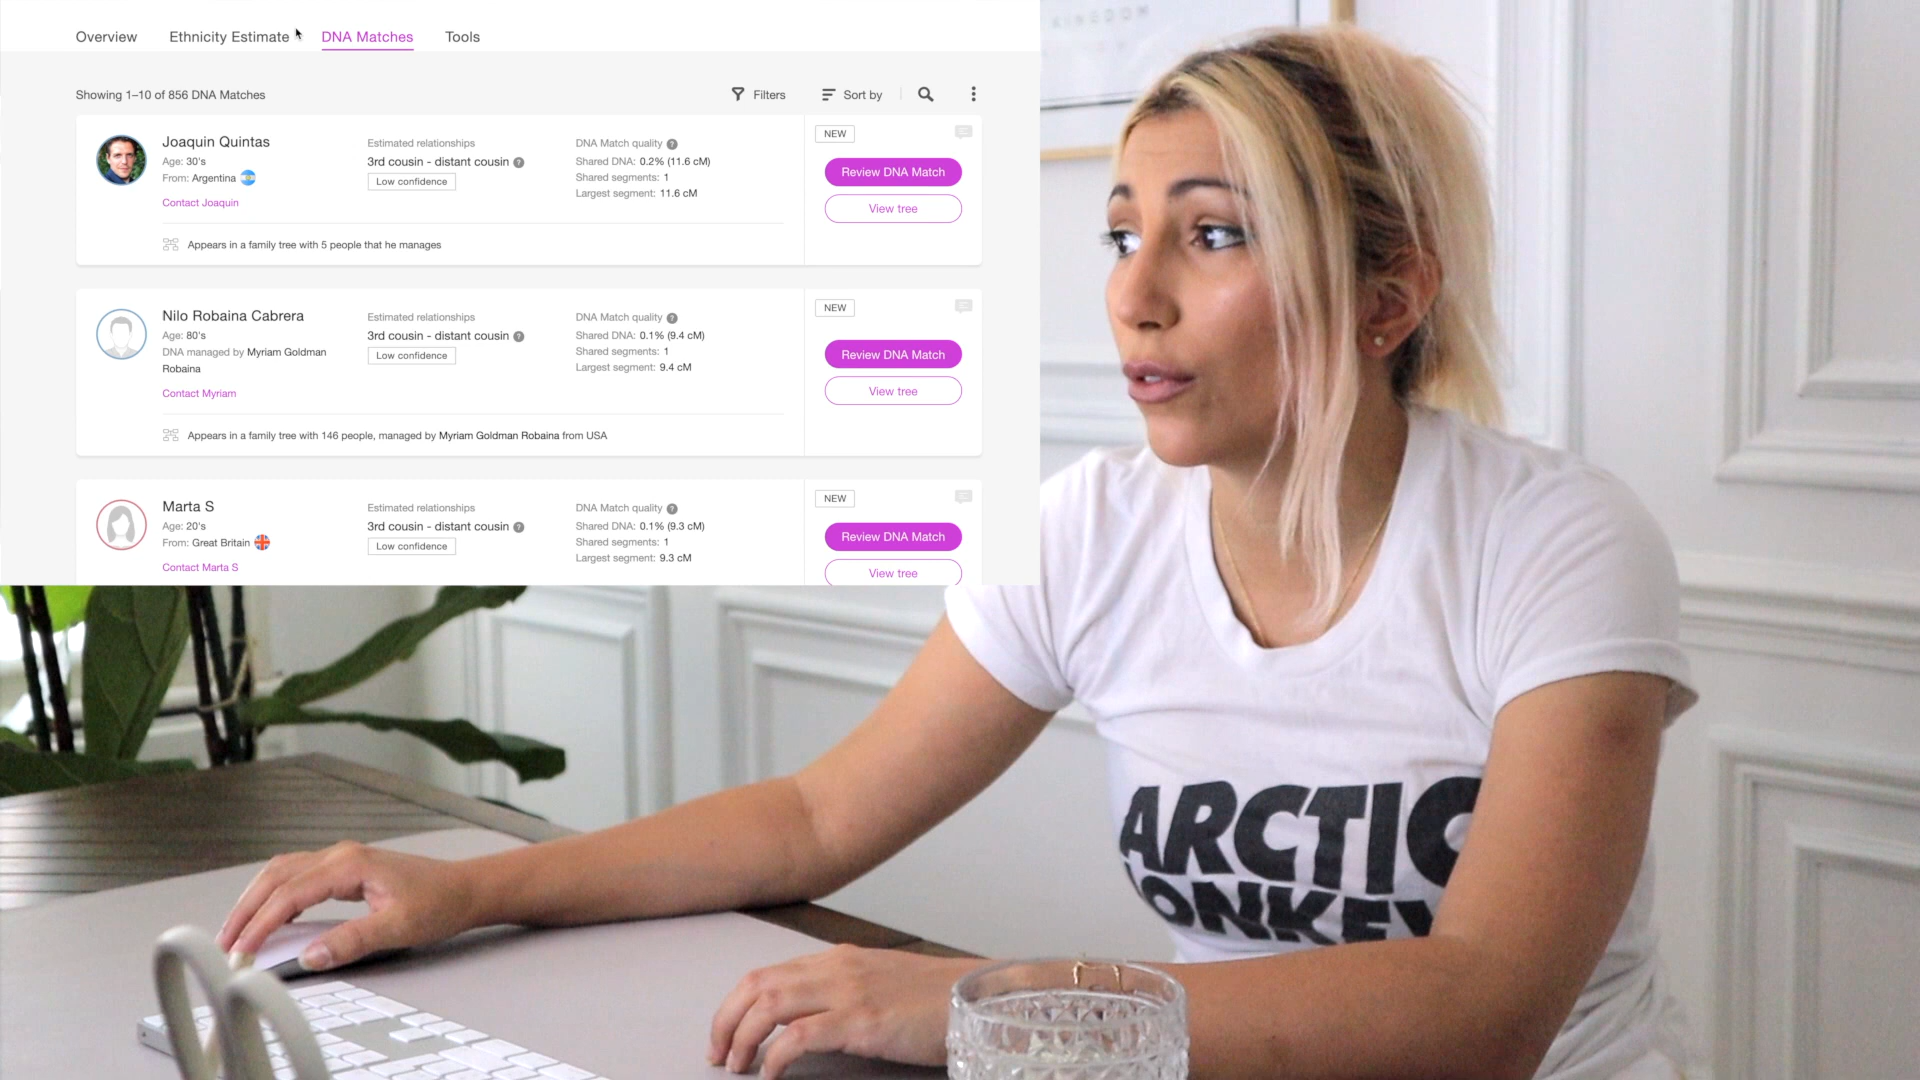 Overview Ethnicity Estimate DNA Matches Tools
Showing 1–10 of 856 DNA Matches Filters Sort by
Joaquin Quintas
Age: 30's
From: Argentina
Contact Joaquin
Estimated relationships
3rd cousin - distant cousin ?
Low confidence
DNA Match quality ?
Shared DNA: 0.2% (11.6 cM)
Shared segments: 1
Largest segment: 11.6 cM
NEW
Review DNA Match
View tree
Appears in a family tree with 5 people that he manages
Nilo Robaina Cabrera
Age: 80's
DNA managed by Myriam Goldman
Robaina
Contact Myriam
Estimated relationships
3rd cousin - distant cousin ?
Low confidence
DNA Match quality ?
Shared DNA: 0.1% (9.4 cM)
Shared segments: 1
Largest segment: 9.4 cM
NEW
Review DNA Match
View tree
Appears in a family tree with 146 people, managed by Myriam Goldman Robaina from USA
Marta S
Age: 20's
From: Great Britain
Contact Marta S
Estimated relationships
3rd cousin - distant cousin ?
Low confidence
DNA Match quality ?
Shared DNA: 0.1% (9.3 cM)
Shared segments: 1
Largest segment: 9.3 cM
NEW
Review DNA Match
View tree
KINGDOM
ARCTIC
ONKEY